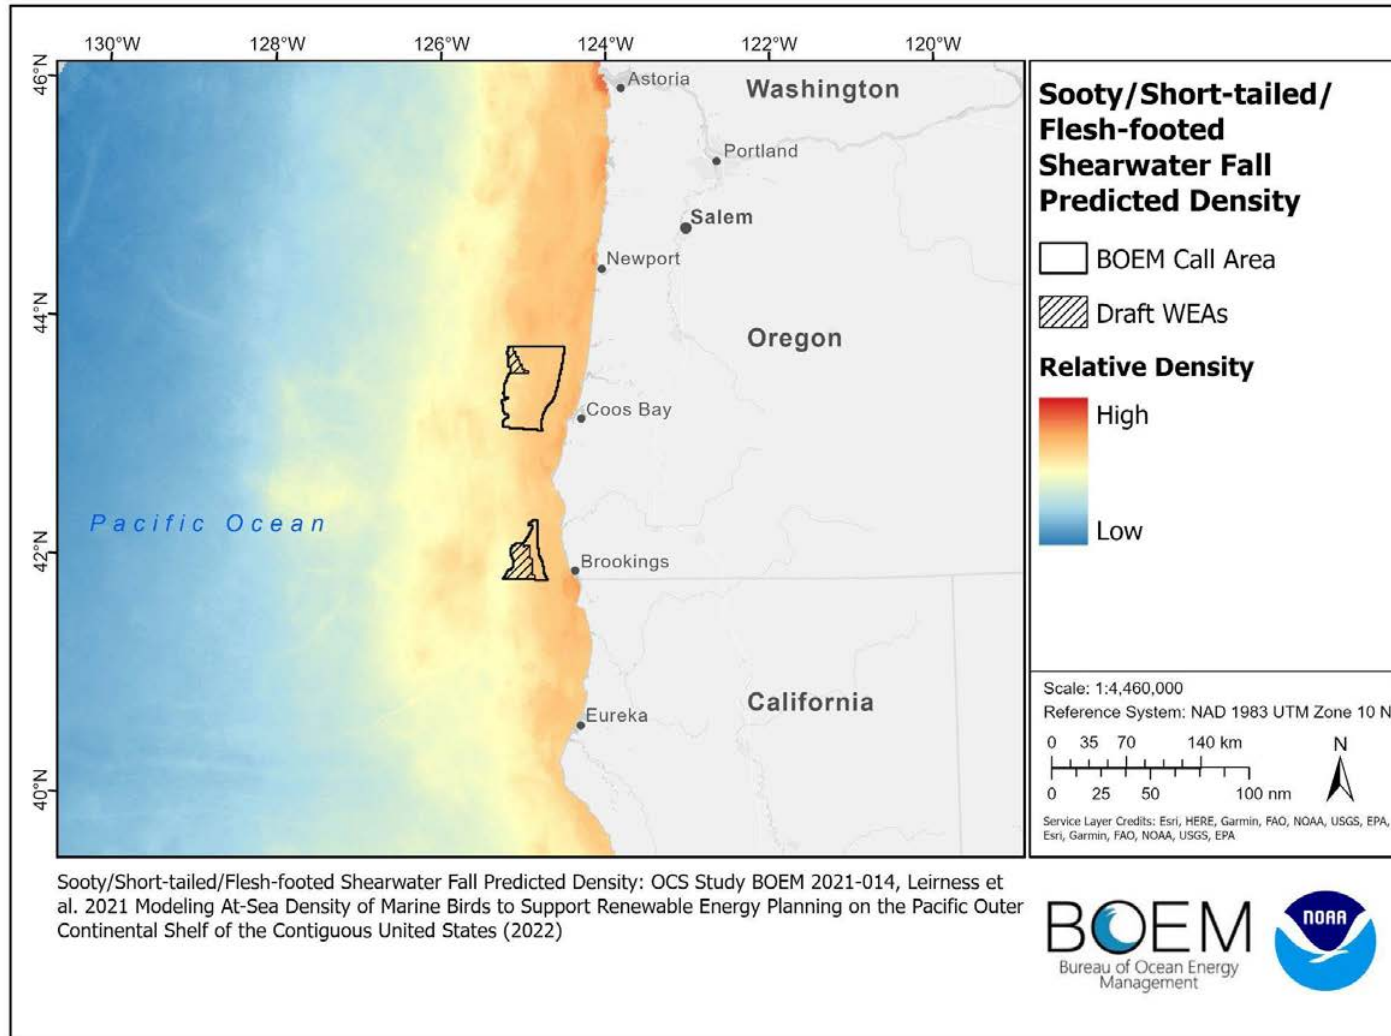 130°W 128°W 126°W 124°W 122°W 120°W
46°N
44°N
42°N
40°N
Astoria
Washington
Portland
Salem
Newport
Oregon
Coos Bay
Pacific Ocean
Brookings
California
Eureka
Sooty/Short-tailed/
Flesh-footed
Shearwater Fall
Predicted Density
BOEM Call Area
Draft WEAs
Relative Density
High
Low
Scale: 1:4,460,000
Reference System: NAD 1983 UTM Zone 10 N
0 35 70 140 km
N
0 25 50 100 nm
Service Layer Credits: Esri, HERE, Garmin, FAO, NOAA, USGS, EPA,
Esri, Garmin, FAO, NOAA, USGS, EPA
Sooty/Short-tailed/Flesh-footed Shearwater Fall Predicted Density: OCS Study BOEM 2021-014, Leirness et
al. 2021 Modeling At-Sea Density of Marine Birds to Support Renewable Energy Planning on the Pacific Outer
Continental Shelf of the Contiguous United States (2022)
BOEM
Bureau of Ocean Energy
Management
NOAA